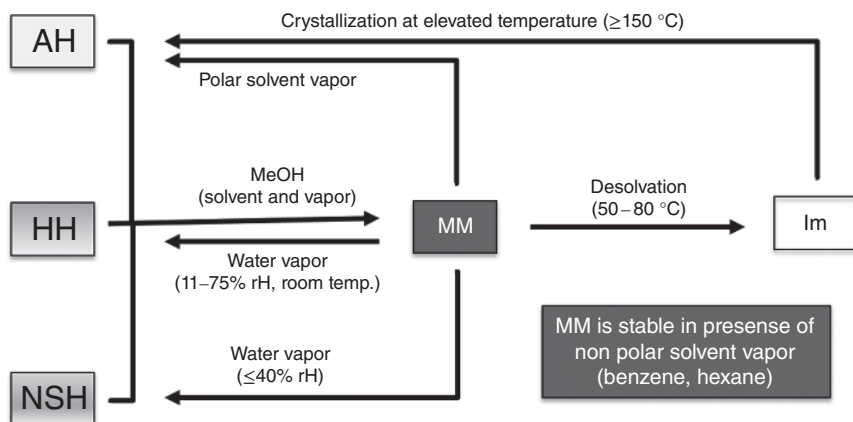 Crystallization at elevated temperature (≥150 °C)
AH
Polar solvent vapor
MeOH
(solvent and vapor)
Desolvation
(50–80 °C)
HH
MM
Im
Water vapor
(11–75% rH, room temp.)
MM is stable in presense of
non polar solvent vapor
(benzene, hexane)
Water vapor
(≤40% rH)
NSH